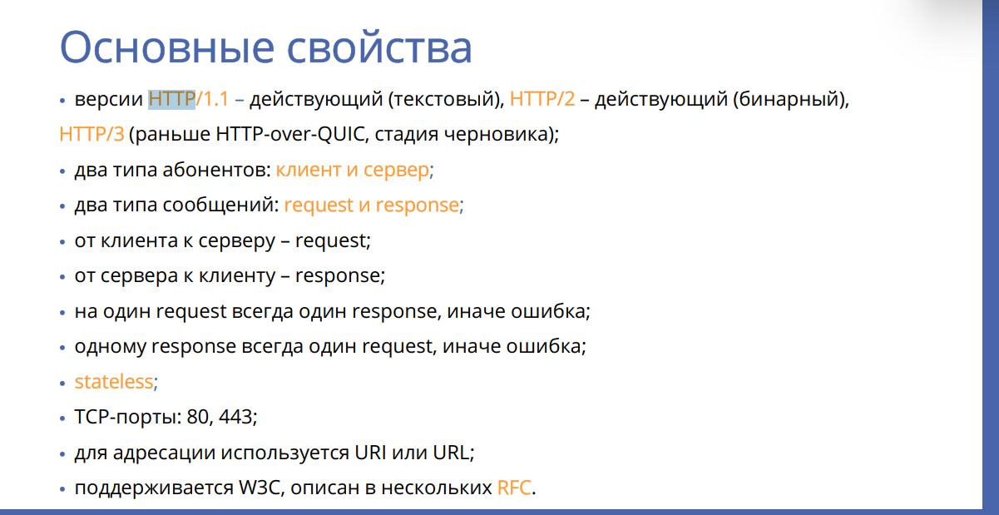 Основные свойства
• версии HTTP/1.1 – действующий (текстовый), HTTP/2 – действующий (бинарный),
HTTP/3 (раньше HTTP-over-QUIC, стадия черновика);
• два типа абонентов: клиент и сервер;
• два типа сообщений: request и response;
• от клиента к серверу – request;
• от сервера к клиенту – response;
• на один request всегда один response, иначе ошибка;
• одному response всегда один request, иначе ошибка;
• stateless;
• TCP-порты: 80, 443;
• для адресации используется URI или URL;
• поддерживается W3C, описан в нескольких RFC.